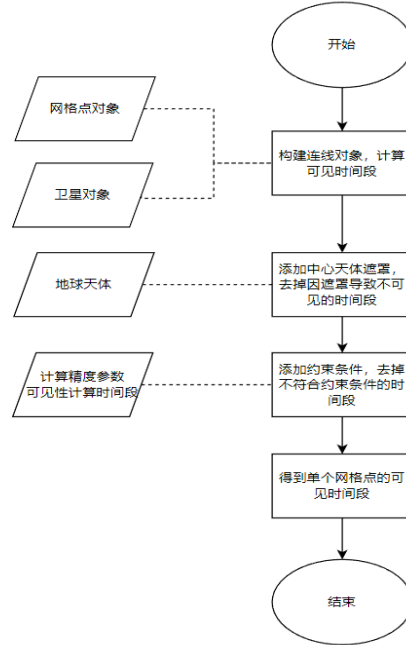 开始
网格点对象
构建连线对象，计算
可见时间段
卫星对象
地球天体
添加中心天体遮罩，
去掉因遮罩导致不可
见的时间段
计算精度参数
可见性计算时间段
添加约束条件，去掉
不符合约束条件的时
间段
得到单个网格点的可
见时间段
结束